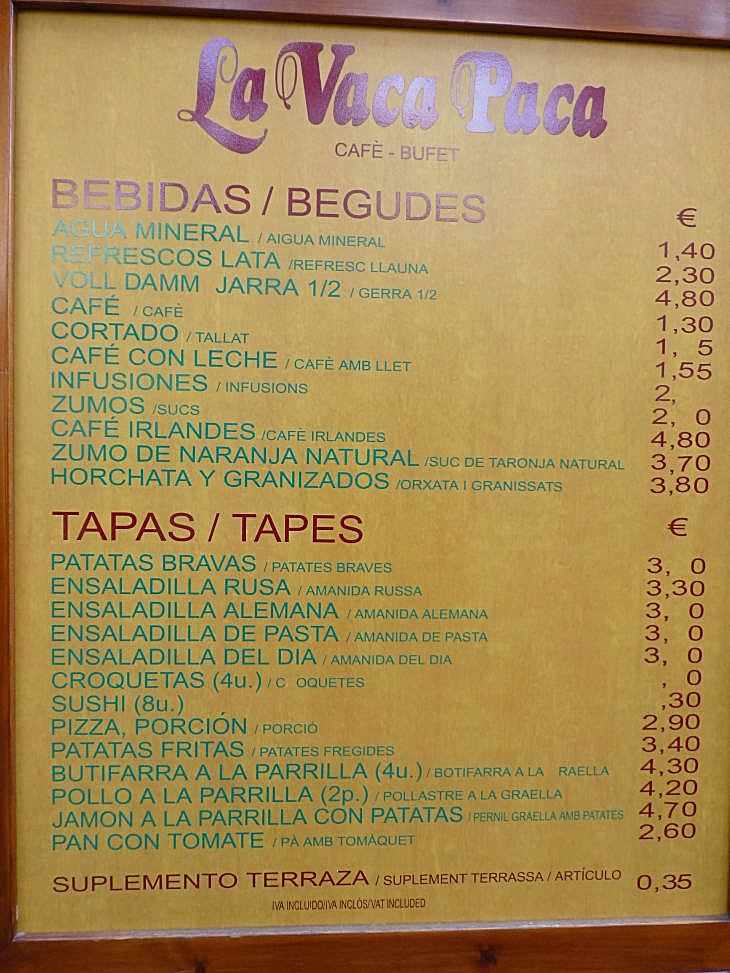 La Vaca Paca
CAFÈ - BUFET
BEBIDAS / BEGUDES €
AGUA MINERAL / AIGUA MINERAL 1,40
REFRESCOS LATA /REFRESC LLAUNA 2,30
VOLL DAMM JARRA 1/2 / GERRA 1/2 4,80
CAFÉ / CAFÈ 1,30
CORTADO / TALLAT 1, 5
CAFÉ CON LECHE / CAFÈ AMB LLET 1,55
INFUSIONES / INFUSIONS 2,
ZUMOS /SUCS 2, 0
CAFÉ IRLANDES /CAFÈ IRLANDES 4,80
ZUMO DE NARANJA NATURAL /SUC DE TARONJA NATURAL 3,70
HORCHATA Y GRANIZADOS /ORXATA I GRANISSATS 3,80
TAPAS / TAPES €
PATATAS BRAVAS / PATATES BRAVES 3, 0
ENSALADILLA RUSA / AMANIDA RUSSA 3,30
ENSALADILLA ALEMANA / AMANIDA ALEMANA 3, 0
ENSALADILLA DE PASTA / AMANIDA DE PASTA 3, 0
ENSALADILLA DEL DIA / AMANIDA DEL DIA 3, 0
CROQUETAS (4u.) / C OQUETES , 0
SUSHI (8u.) ,30
PIZZA, PORCIÓN / PORCIÓ 2,90
PATATAS FRITAS / PATATES FREGIDES 3,40
BUTIFARRA A LA PARRILLA (4u.) / BOTIFARRA A LA RAELLA 4,30
POLLO A LA PARRILLA (2p.) / POLLASTRE A LA GRAELLA 4,20
JAMON A LA PARRILLA CON PATATAS / PERNIL GRAELLA AMB PATATES 4,70
PAN CON TOMATE / PÀ AMB TOMÀQUET 2,60
SUPLEMENTO TERRAZA / SUPLEMENT TERRASSA / ARTÍCULO 0,35
IVA INCLUIDO/IVA INCLÓS/VAT INCLUDED